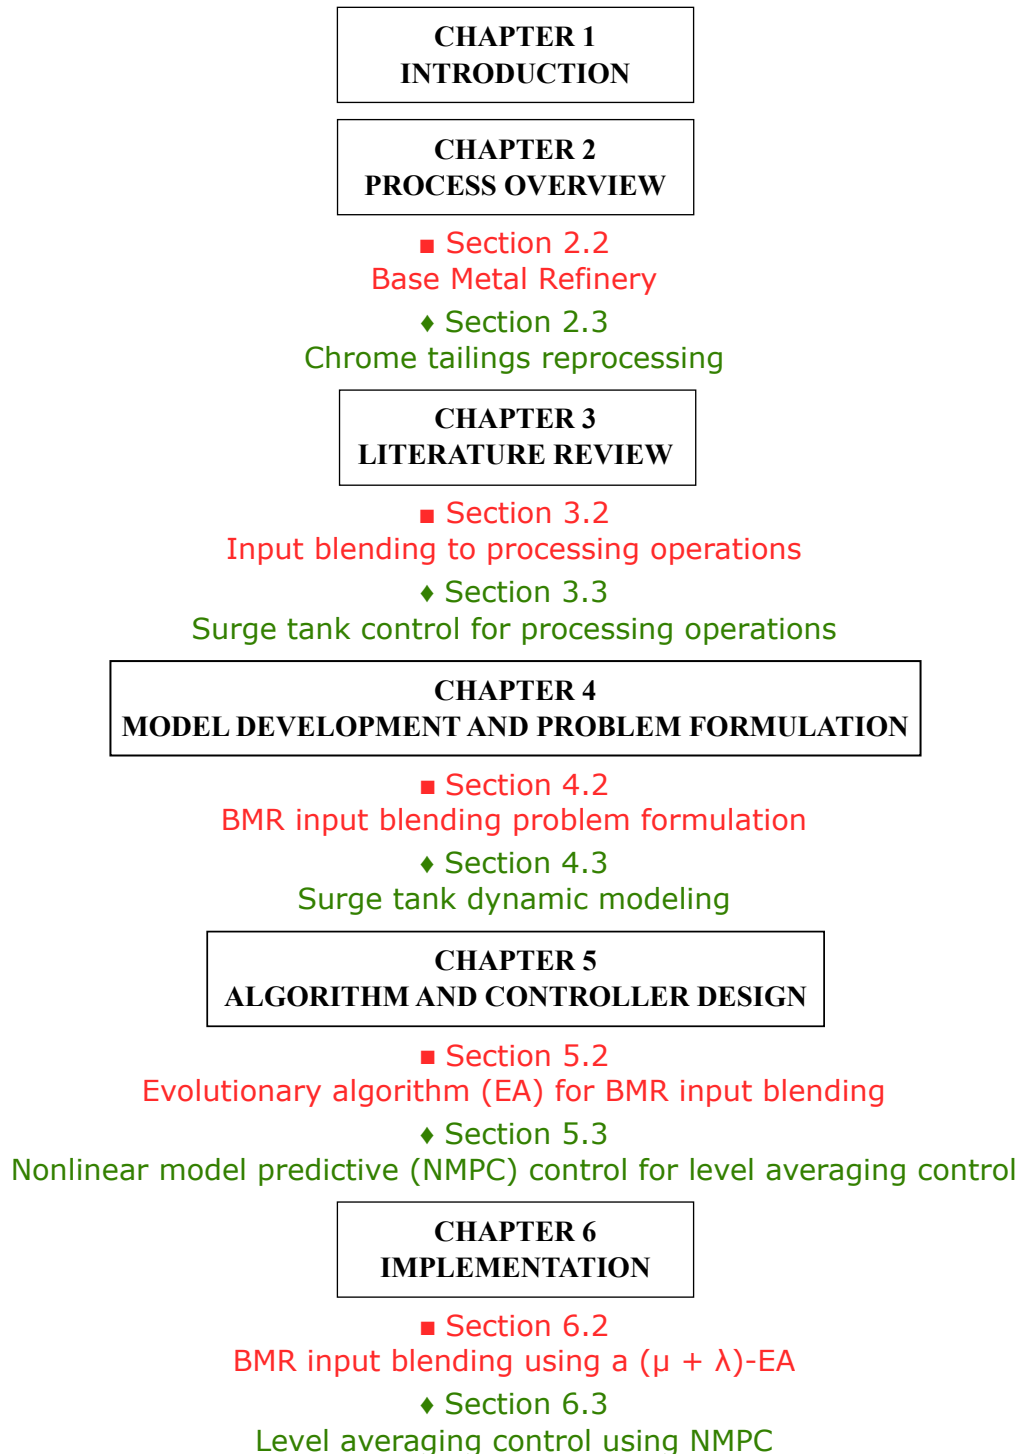 CHAPTER 1
INTRODUCTION
CHAPTER 2
PROCESS OVERVIEW
▪ Section 2.2
Base Metal Refinery
♦ Section 2.3
Chrome tailings reprocessing
CHAPTER 3
LITERATURE REVIEW
▪ Section 3.2
Input blending to processing operations
♦ Section 3.3
Surge tank control for processing operations
CHAPTER 4
MODEL DEVELOPMENT AND PROBLEM FORMULATION
▪ Section 4.2
BMR input blending problem formulation
♦ Section 4.3
Surge tank dynamic modeling
CHAPTER 5
ALGORITHM AND CONTROLLER DESIGN
▪ Section 5.2
Evolutionary algorithm (EA) for BMR input blending
♦ Section 5.3
Nonlinear model predictive (NMPC) control for level averaging control
CHAPTER 6
IMPLEMENTATION
▪ Section 6.2
BMR input blending using a (μ + λ)-EA
♦ Section 6.3
Level averaging control using NMPC